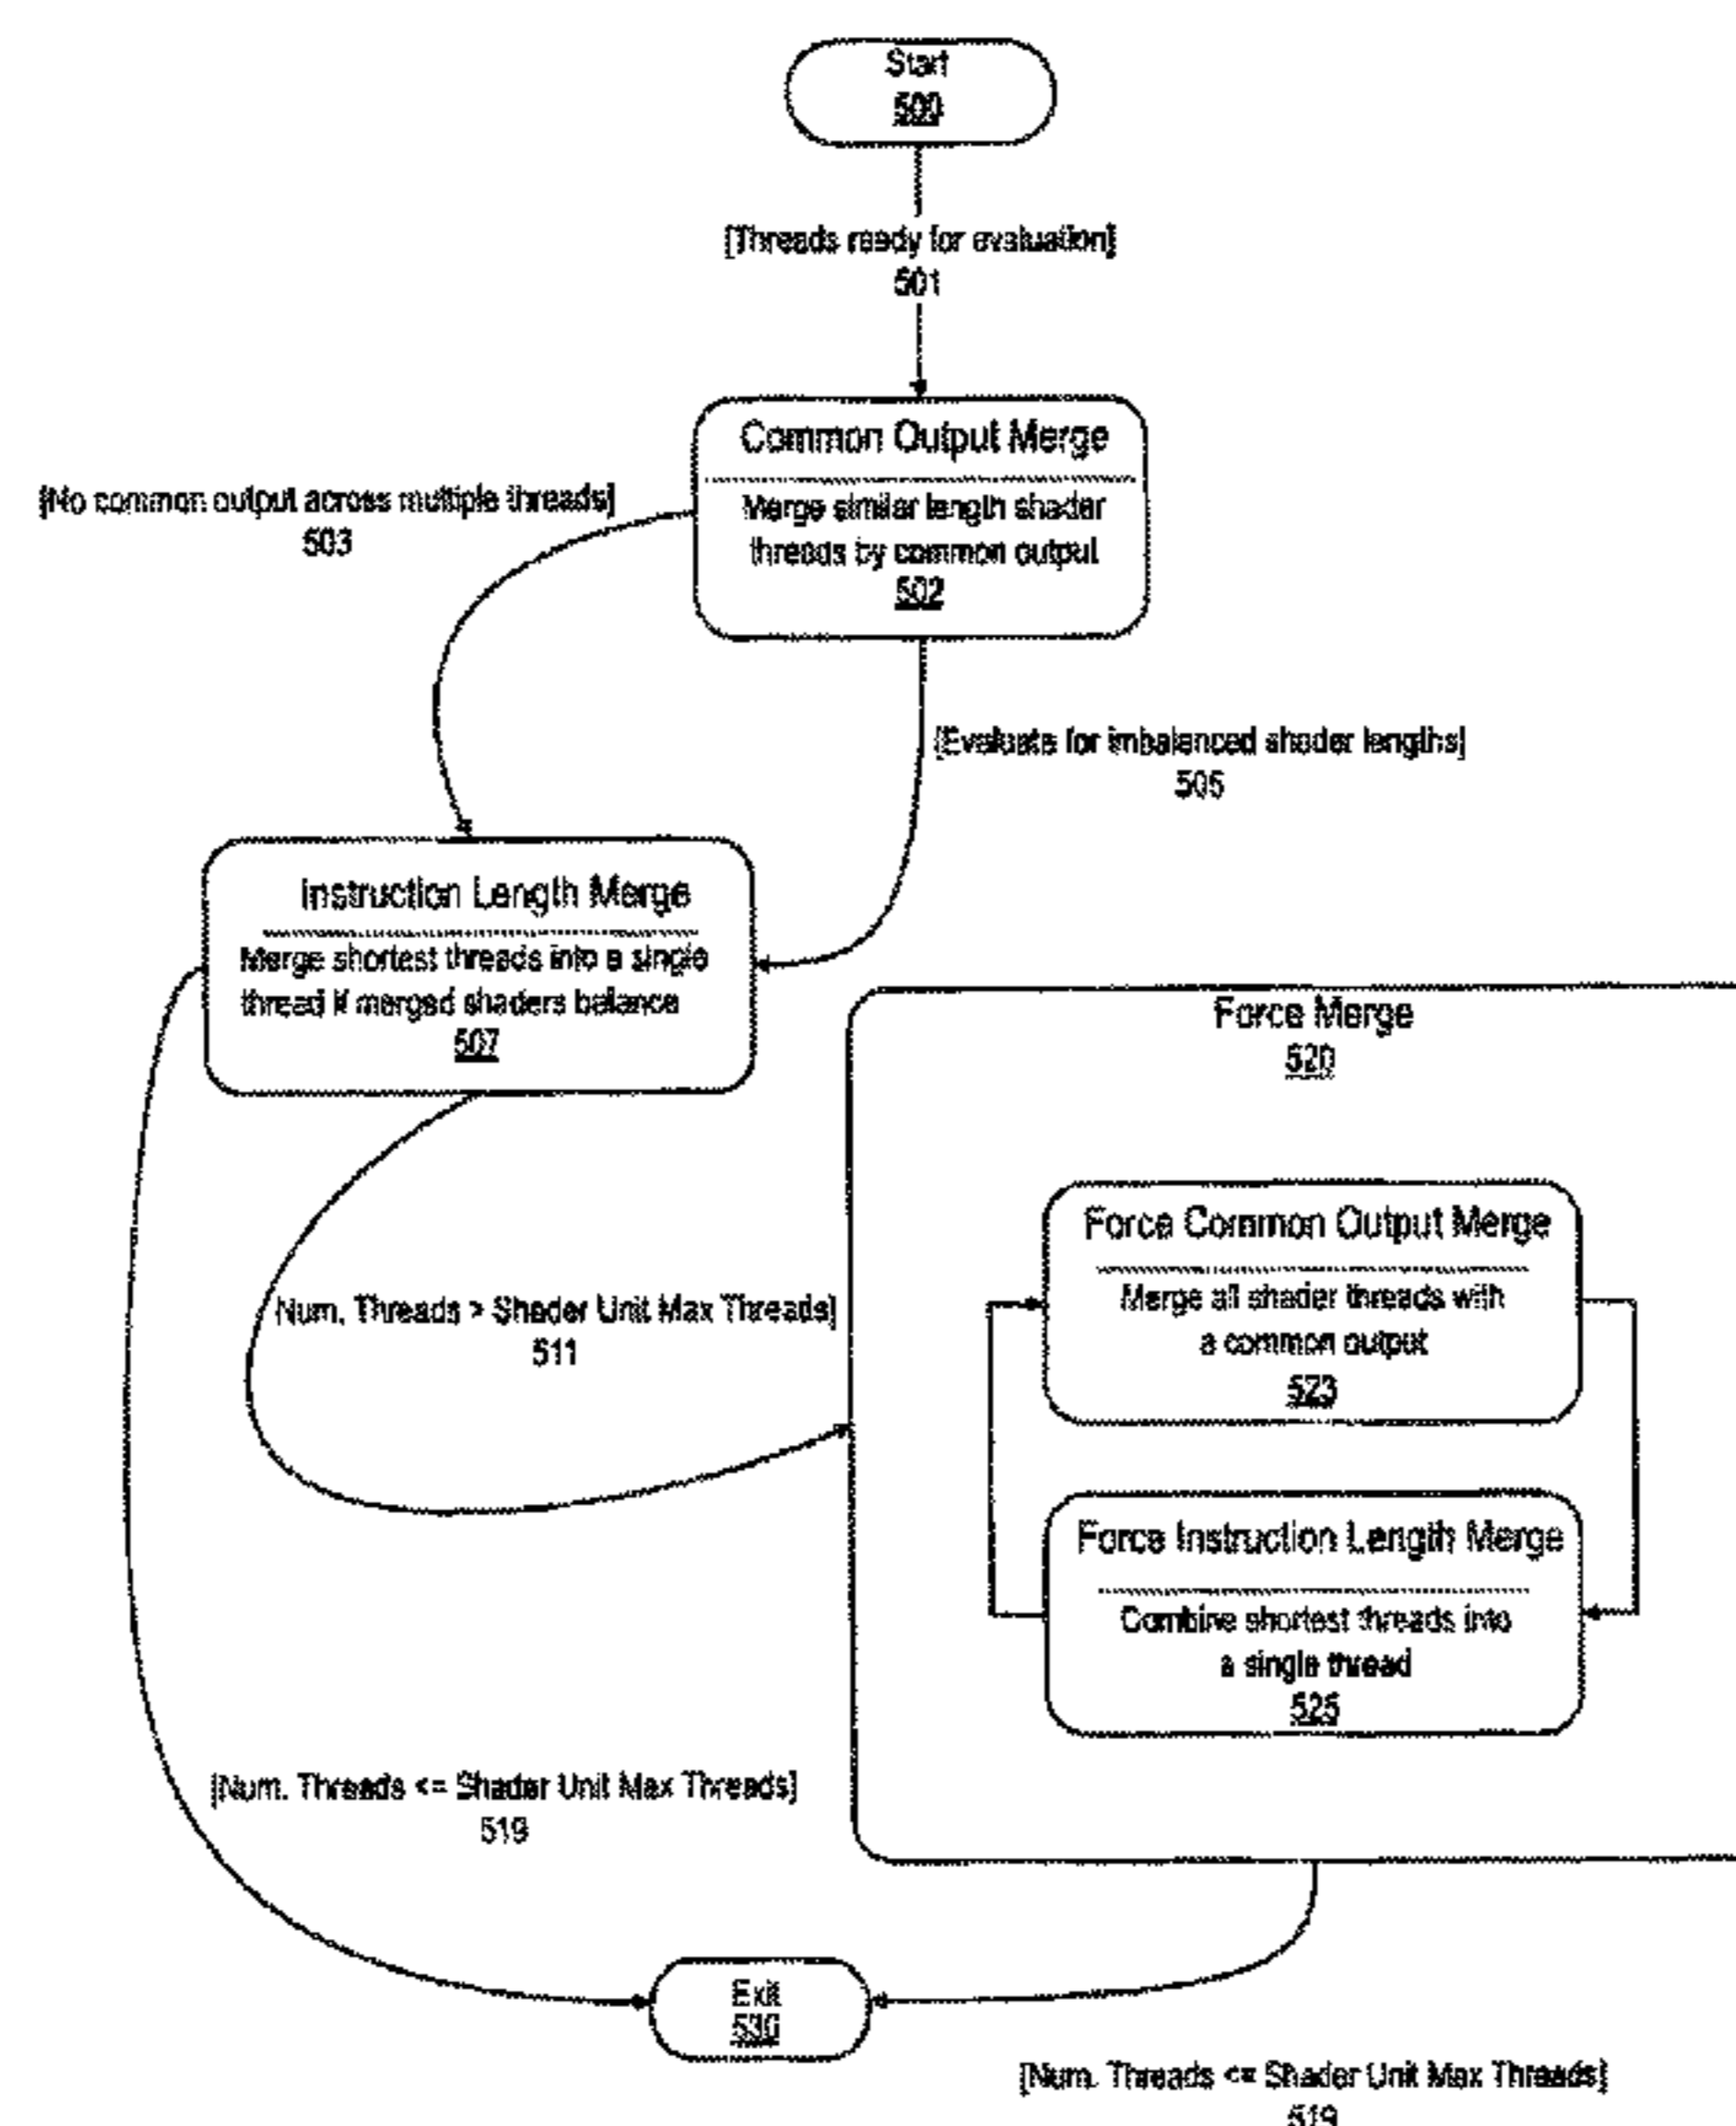 Start
500
[Threads ready for evaluation]
501
Common Output Merge
Merge similar length shader
threads by common output
502
[No common output across multiple threads]
503
[Evaluate for imbalanced shader lengths]
505
Instruction Length Merge
Merge shortest threads into a single
thread if merged shaders balance
507
Force Merge
520
Force Common Output Merge
Merge all shader threads with
a common output
523
Num. Threads > Shader Unit Max Threads]
511
Force Instruction Length Merge
Combine shortest threads into
a single thread
525
[Num. Threads <= Shader Unit Max Threads]
519
Exit
530
[Num. Threads <= Shader Unit Max Threads]
519